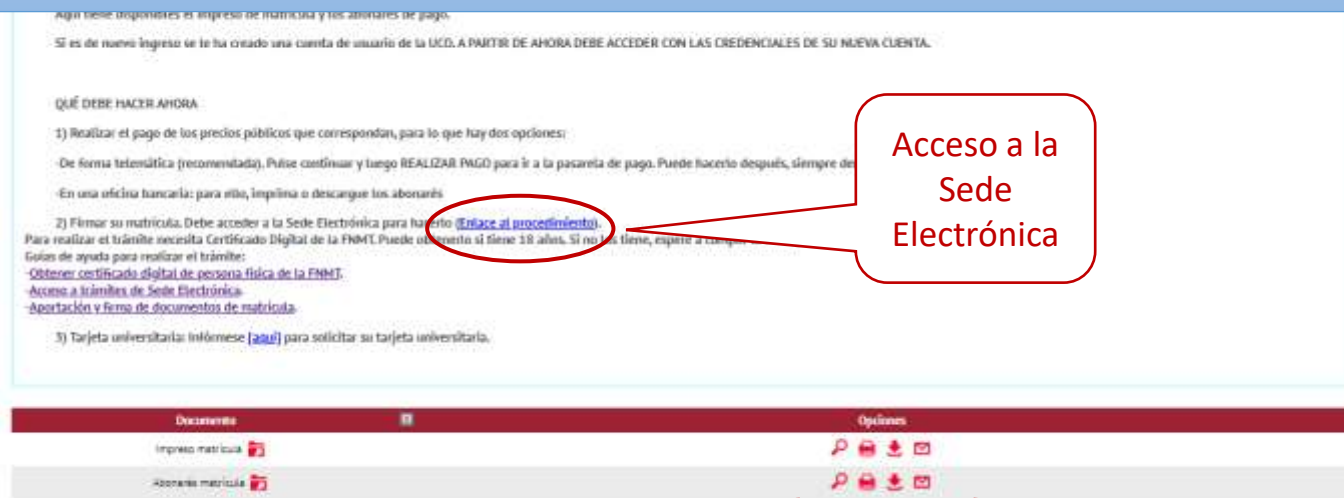 Aquí tiene disponibles el impreso de matrícula y los abonarés de pago.
Si es de nuevo ingreso se le ha creado una cuenta de usuario de la UCO. A PARTIR DE AHORA DEBE ACCEDER CON LAS CREDENCIALES DE SU NUEVA CUENTA.
QUÉ DEBE HACER AHORA
1) Realizar el pago de los precios públicos que correspondan, para lo que hay dos opciones:
-De forma telemática (recomendada). Pulse continuar y luego REALIZAR PAGO para ir a la pasarela de pago. Puede hacerlo después, siempre
-En una oficina bancaria: para ello, imprima o descargue los abonarés
2) Firmar su matrícula. Debe acceder a la Sede Electrónica para hacerlo (Enlace al procedimiento).
Para realizar el trámite necesita Certificado Digital de la FNMT. Puede obtenerlo si tiene 18 años. Si no los tiene, espere a
Guías de ayuda para realizar el trámite:
-Obtener certificado digital de persona física de la FNMT.
-Acceso a trámites de Sede Electrónica.
-Aportación y firma de documentos de matrícula.
3) Tarjeta universitaria: Infórmese [aquí] para solicitar su tarjeta universitaria.
Acceso a la
Sede
Electrónica
Documento Opciones
Impreso matrícula
Abonarés matrícula